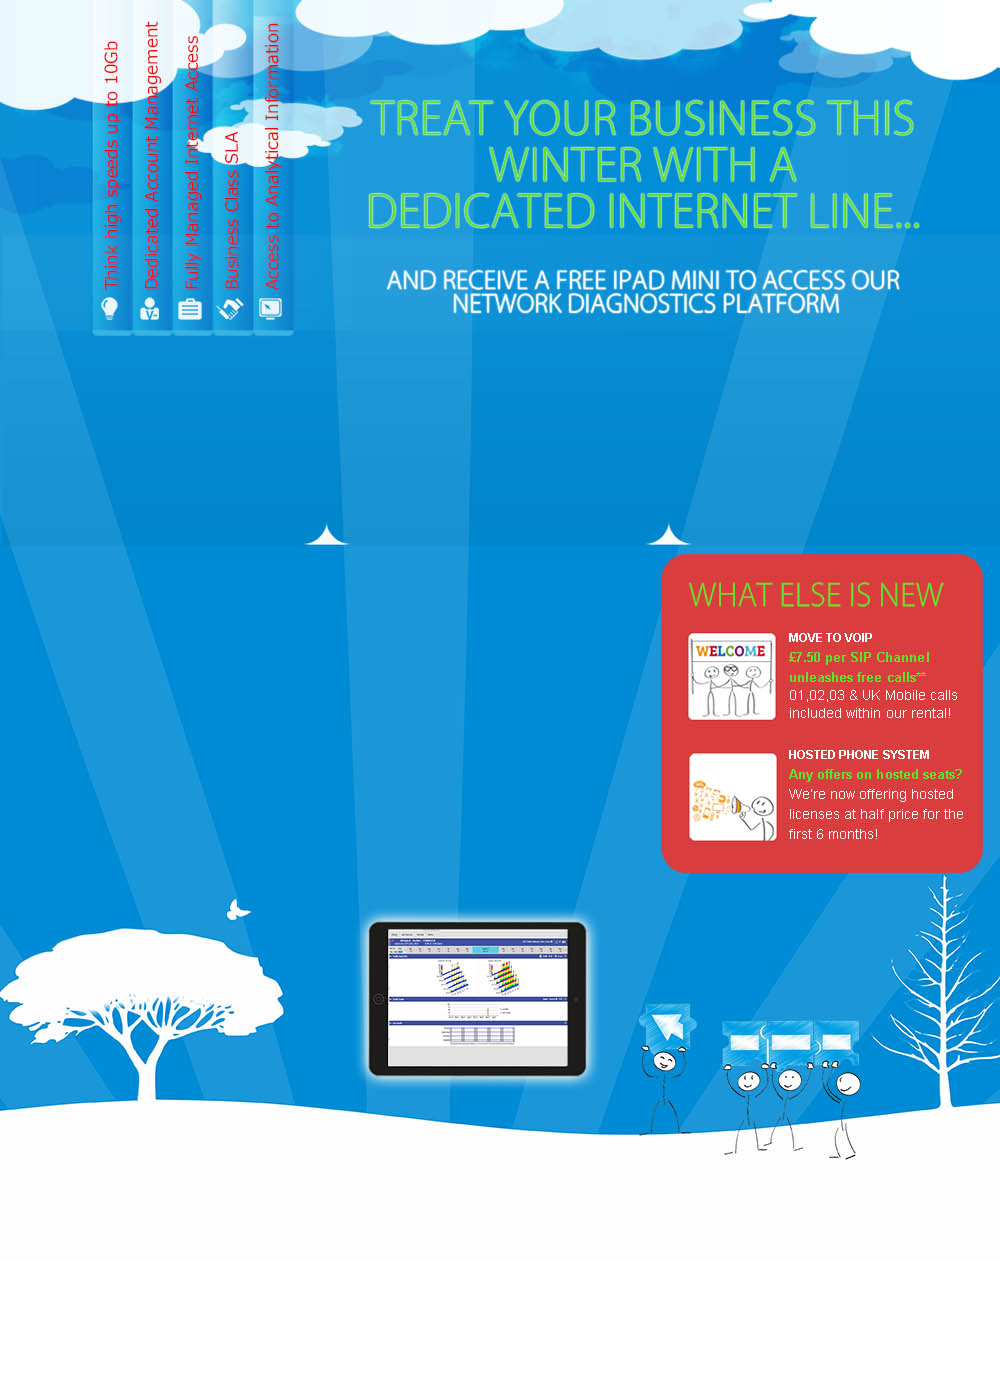 Think high speeds up to 10Gb
Dedicated Account Management
Fully Managed Internet Access
Business Class SLA
Access to Analytical Information
TREAT YOUR BUSINESS THIS
WINTER WITH A
DEDICATED INTERNET LINE...
AND RECEIVE A FREE IPAD MINI TO ACCESS OUR
NETWORK DIAGNOSTICS PLATFORM
WHAT ELSE IS NEW
WELCOME
MOVE TO VOIP
£7.50 per SIP Channel
unleashes free calls**
01,02,03 & UK Mobile calls
included within our rental!
HOSTED PHONE SYSTEM
Any offers on hosted seats?
We're now offering hosted
licenses at half price for the
first 6 months!